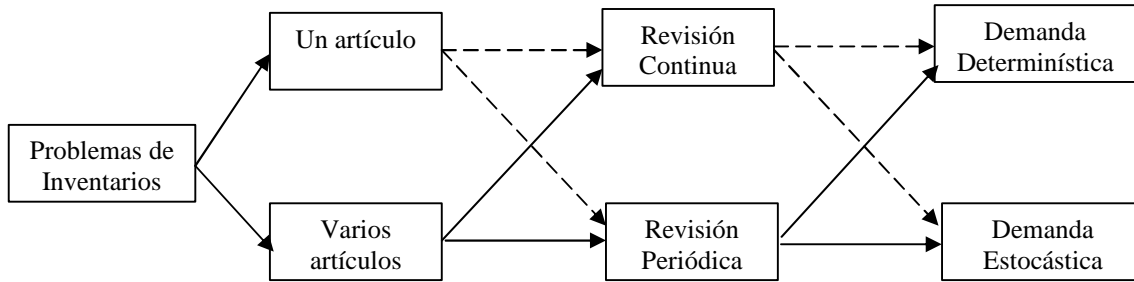 Problemas de
Inventarios
Un artículo
Varios
artículos
Revisión
Continua
Revisión
Periódica
Demanda
Determinística
Demanda
Estocástica